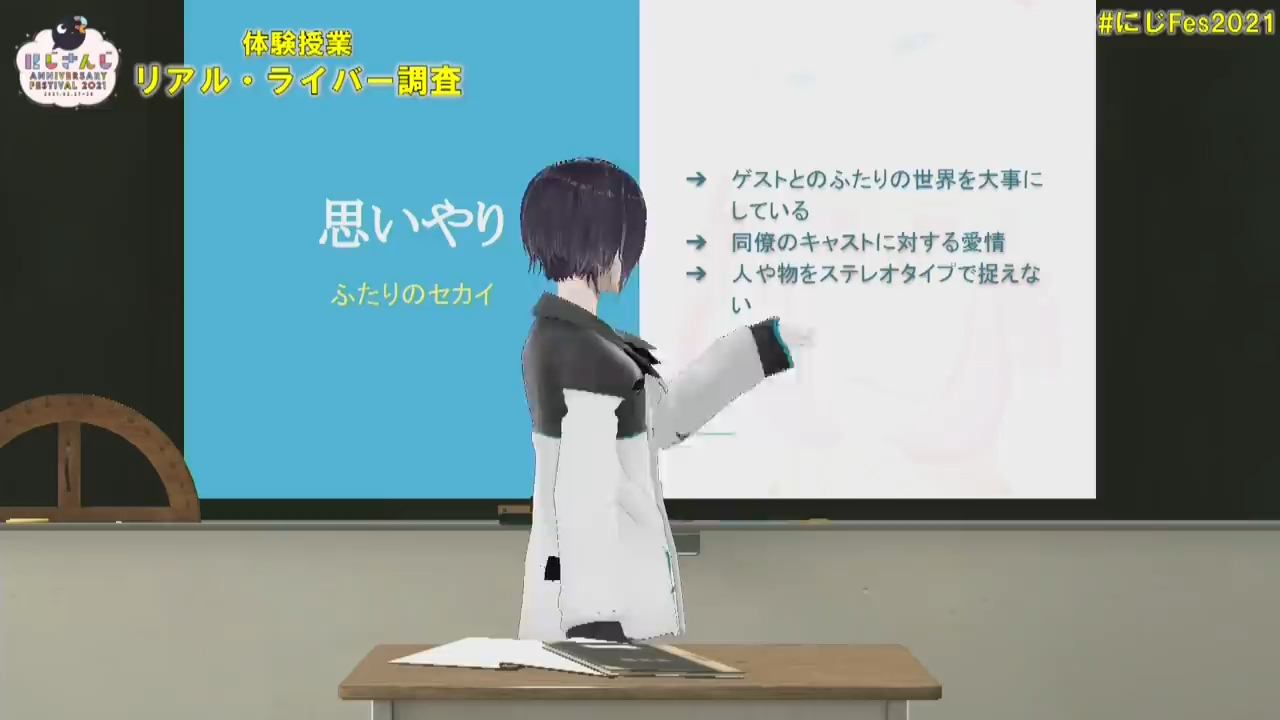 にじさんじ
ANNIVERSARY
FESTIVAL 2021
体験授業
リアル・ライバー調査
#にじFes2021
思いやり
ふたりのセカイ
➔ ゲストとのふたりの世界を大事に
している
➔ 同僚のキャストに対する愛情
➔ 人や物をステレオタイプで捉えな
い